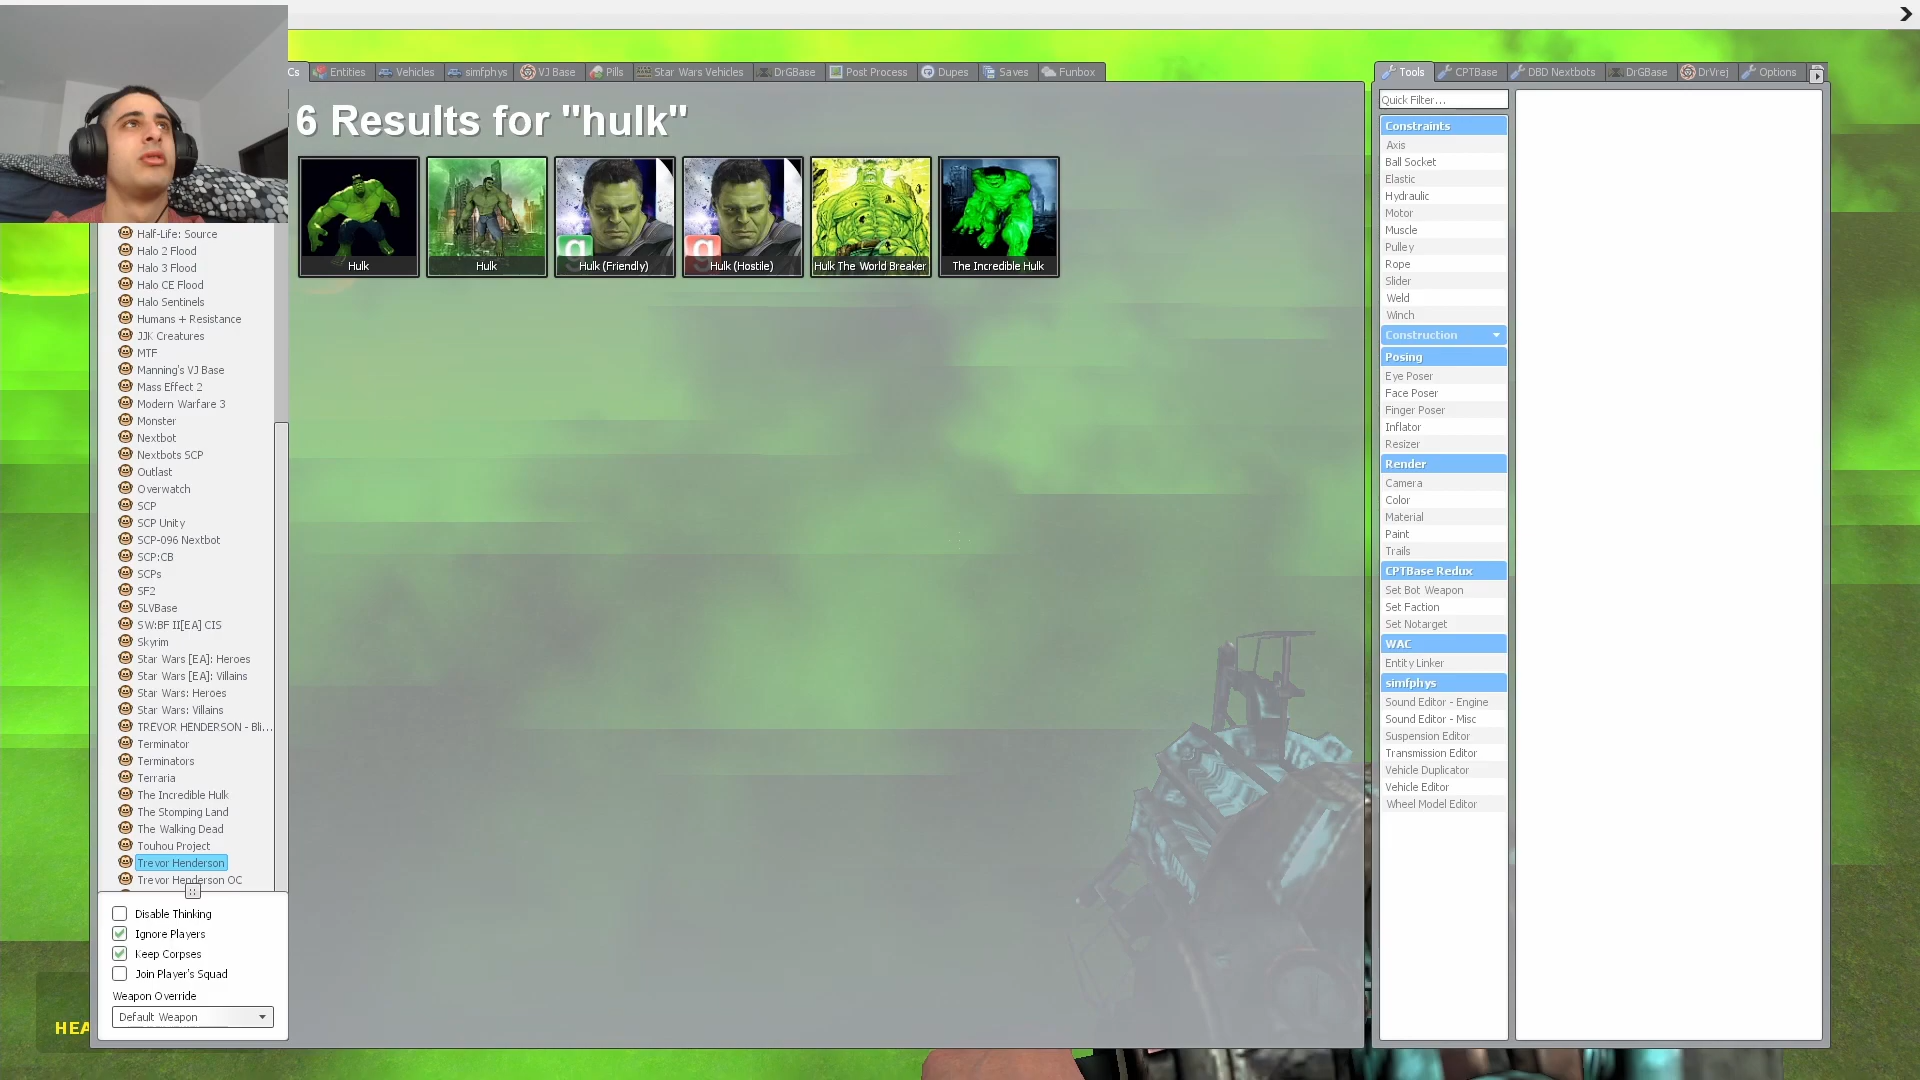 Cs
Entities
Vehicles
simfphys
VJ Base
Pills
Star Wars Vehicles
DrGBase
Post Process
Dupes
Saves
Funbox
6 Results for "hulk"
Hulk
Hulk
Hulk (Friendly)
Hulk (Hostile)
Hulk The World Breaker
The Incredible Hulk
Half-Life: Source
Halo 2 Flood
Halo 3 Flood
Halo CE Flood
Halo Sentinels
Humans + Resistance
JJK Creatures
MTF
Manning's VJ Base
Mass Effect 2
Modern Warfare 3
Monster
Nextbot
Nextbots SCP
Outlast
Overwatch
SCP
SCP Unity
SCP-096 Nextbot
SCP:CB
SCPs
SF2
SLVBase
SW:BF II[EA] CIS
Skyrim
Star Wars [EA]: Heroes
Star Wars [EA]: Villains
Star Wars: Heroes
Star Wars: Villains
TREVOR HENDERSON - Bli...
Terminator
Terminators
Terraria
The Incredible Hulk
The Stomping Land
The Walking Dead
Touhou Project
Trevor Henderson
Trevor Henderson OC
Disable Thinking
Ignore Players
Keep Corpses
Join Player's Squad
Weapon Override
Default Weapon
HEA
Tools
CPTBase
DBD Nextbots
DrGBase
DrVrej
Options
Quick Filter...
Constraints
Axis
Ball Socket
Elastic
Hydraulic
Motor
Muscle
Pulley
Rope
Slider
Weld
Winch
Construction
Posing
Eye Poser
Face Poser
Finger Poser
Inflator
Resizer
Render
Camera
Color
Material
Paint
Trails
CPTBase Redux
Set Bot Weapon
Set Faction
Set Notarget
WAC
Entity Linker
simfphys
Sound Editor - Engine
Sound Editor - Misc
Suspension Editor
Transmission Editor
Vehicle Duplicator
Vehicle Editor
Wheel Model Editor